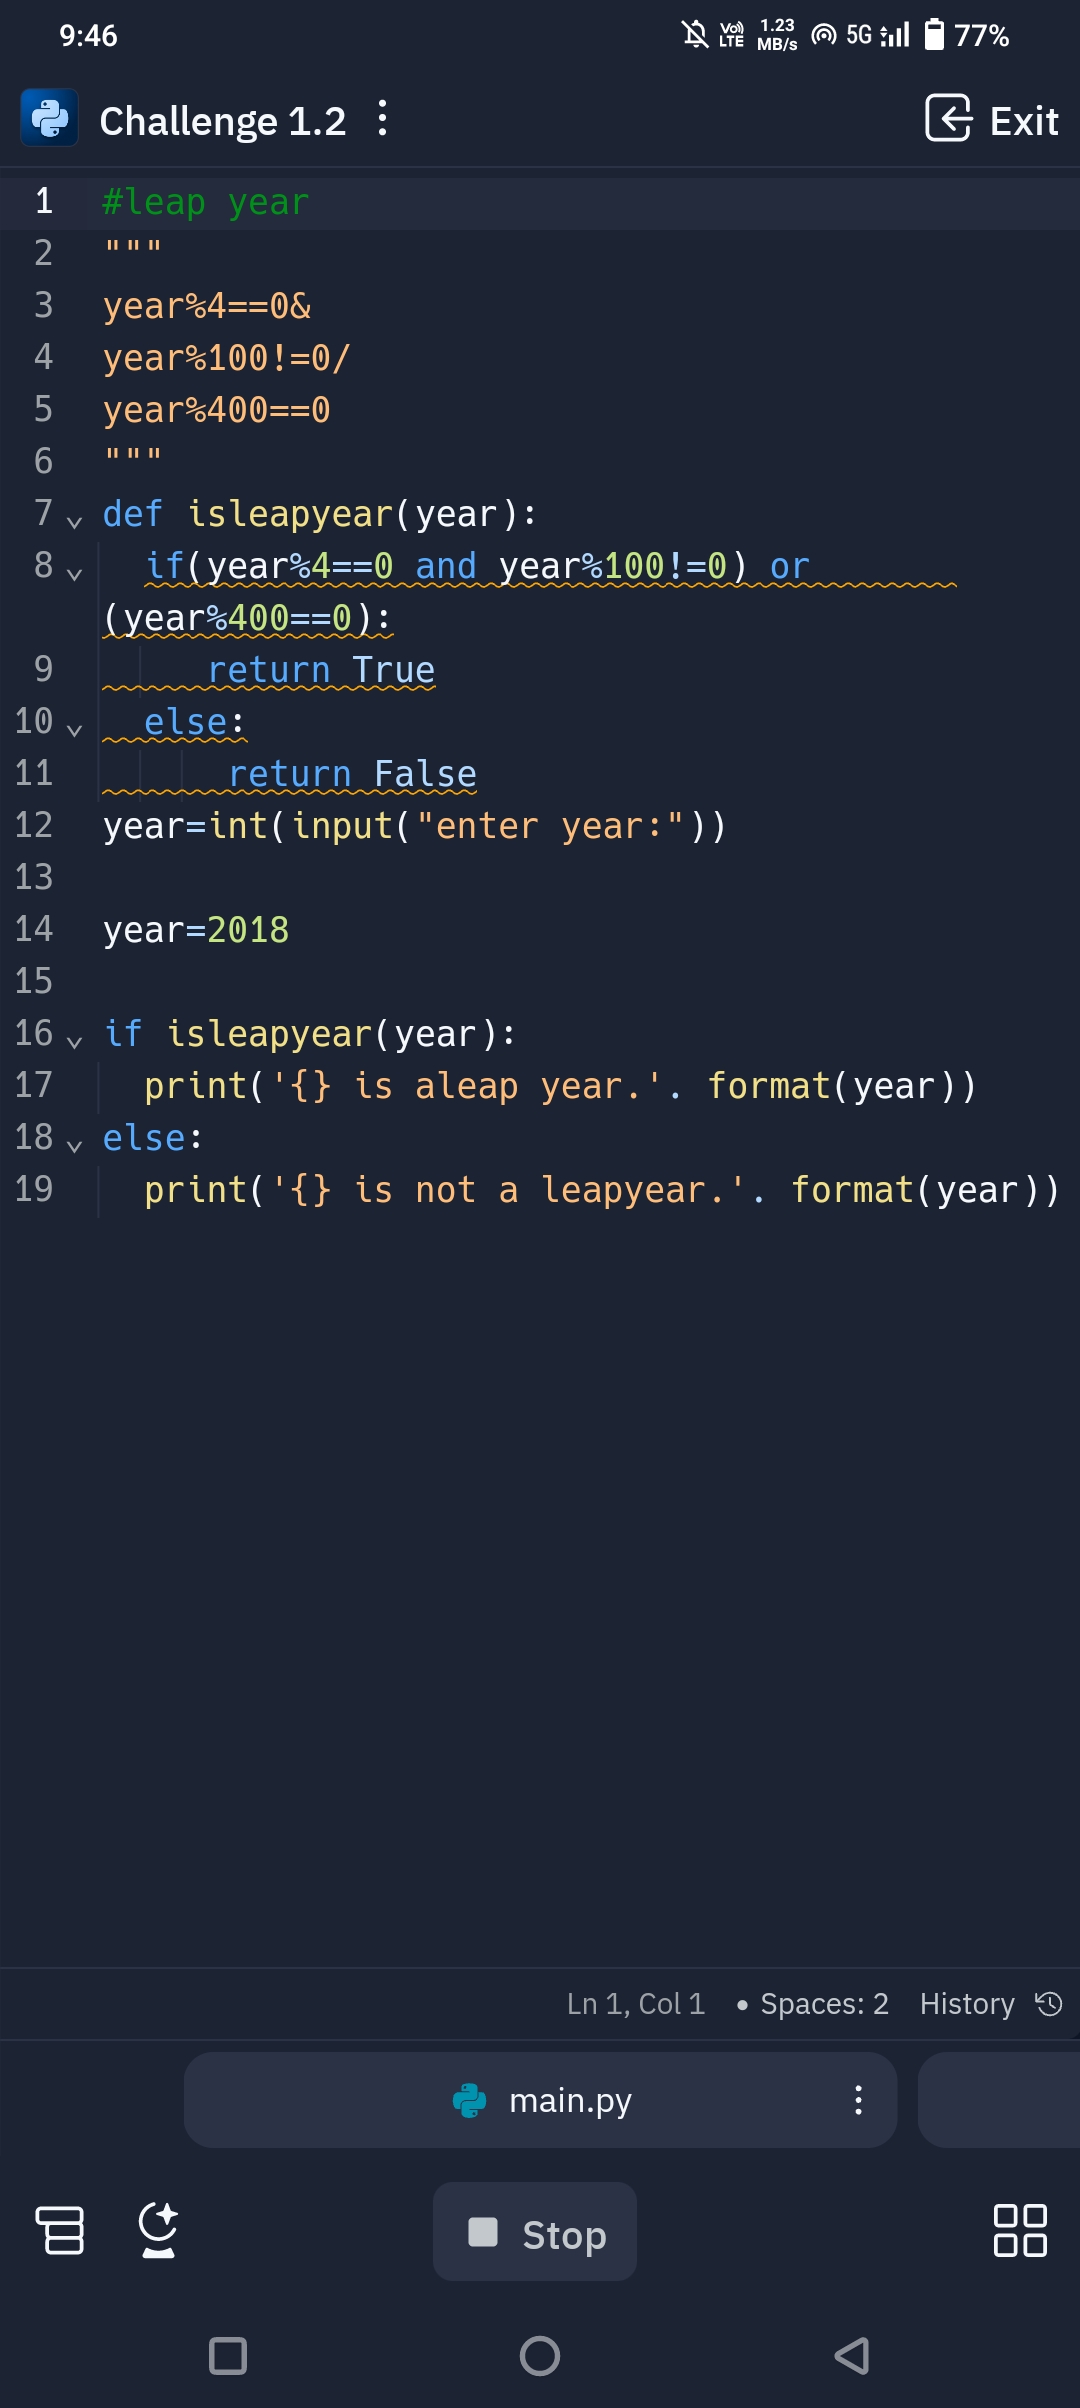 9:46 Vo)) LTE 1.23 MB/s 5G 77%
Challenge 1.2 Exit
1 #leap year
2 """
3 year%4==0&
4 year%100!=0/
5 year%400==0
6 """
7 def isleapyear(year):
8 if(year%4==0 and year%100!=0) or
(year%400==0):
9 return True
10 else:
11 return False
12 year=int(input("enter year:"))
13
14 year=2018
15
16 if isleapyear(year):
17 print('{} is aleap year.'. format(year))
18 else:
19 print('{} is not a leapyear.'. format(year))
Ln 1, Col 1 • Spaces: 2 History
main.py
Stop